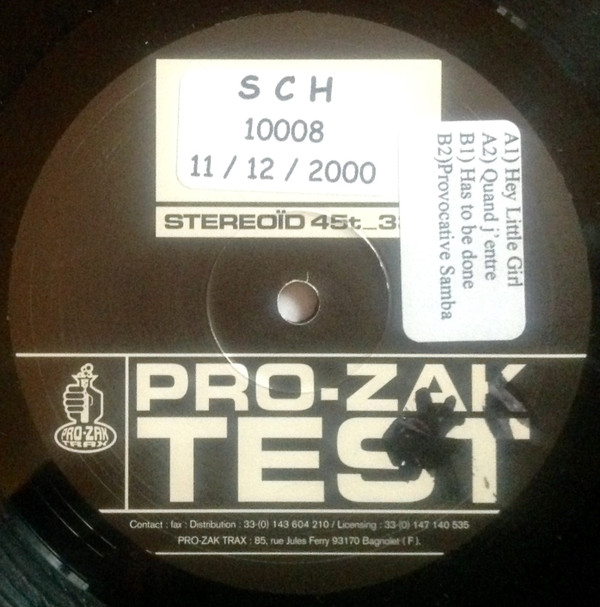 S C H
10008
11 / 12 / 2000
STEREOÏD 45t_3
A1) Hey Little Girl
A2) Quand j'entre
B1) Has to be done
B2)Provocative Samba
PRO-ZAK
TRAX
PRO-ZAK
TEST
Contact : fax : Distribution : 33-(0) 143 604 210 / Licensing : 33-(0) 147 140 535
PRO-ZAK TRAX : 85, rue Jules Ferry 93170 Bagnolet ( F ).